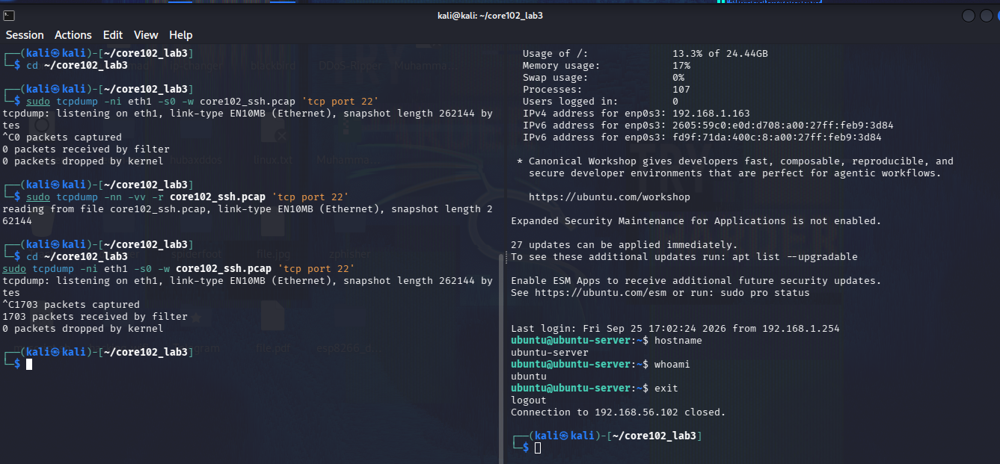 kali@kali: ~/core102_lab3
Session Actions Edit View Help
┌──(kali㉿kali)-[~/core102_lab3]
└─$ cd ~/core102_lab3
┌──(kali㉿kali)-[~/core102_lab3]
└─$ sudo tcpdump -ni eth1 -s0 -w core102_ssh.pcap 'tcp port 22'
tcpdump: listening on eth1, link-type EN10MB (Ethernet), snapshot length 262144 by
tes
^C0 packets captured
0 packets received by filter
0 packets dropped by kernel
┌──(kali㉿kali)-[~/core102_lab3]
└─$ sudo tcpdump -nn -vv -r core102_ssh.pcap 'tcp port 22'
reading from file core102_ssh.pcap, link-type EN10MB (Ethernet), snapshot length 2
62144
┌──(kali㉿kali)-[~/core102_lab3]
└─$ cd ~/core102_lab3
sudo tcpdump -ni eth1 -s0 -w core102_ssh.pcap 'tcp port 22'
tcpdump: listening on eth1, link-type EN10MB (Ethernet), snapshot length 262144 by
tes
^C1703 packets captured
1703 packets received by filter
0 packets dropped by kernel
┌──(kali㉿kali)-[~/core102_lab3]
└─$
Usage of /: 13.3% of 24.44GB
Memory usage: 17%
Swap usage: 0%
Processes: 107
Users logged in: 0
IPv4 address for enp0s3: 192.168.1.163
IPv6 address for enp0s3: 2605:59c0:e0d:d708:a00:27ff:feb9:3d84
IPv6 address for enp0s3: fd9f:71da:400c:8:a00:27ff:feb9:3d84
* Canonical Workshop gives developers fast, composable, reproducible, and
secure developer environments that are perfect for agentic workflows.
https://ubuntu.com/workshop
Expanded Security Maintenance for Applications is not enabled.
27 updates can be applied immediately.
To see these additional updates run: apt list --upgradable
Enable ESM Apps to receive additional future security updates.
See https://ubuntu.com/esm or run: sudo pro status
Last login: Fri Sep 25 17:02:24 2026 from 192.168.1.254
ubuntu@ubuntu-server:~$ hostname
ubuntu-server
ubuntu@ubuntu-server:~$ whoami
ubuntu
ubuntu@ubuntu-server:~$ exit
logout
Connection to 192.168.56.102 closed.
┌──(kali㉿kali)-[~/core102_lab3]
└─$